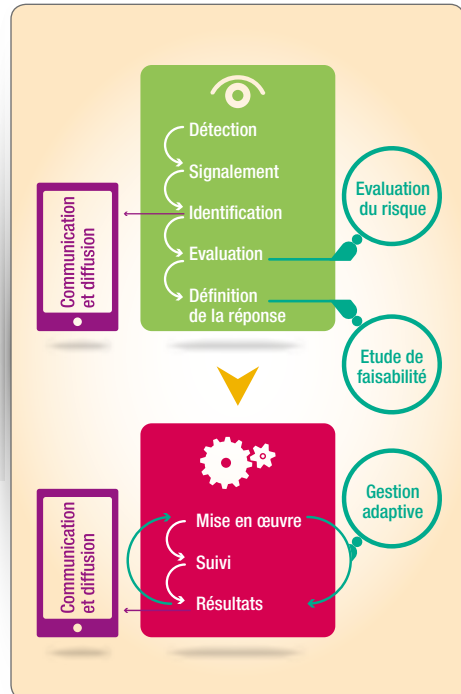 Détection
Signalement
Identification
Evaluation
Définition
de la réponse
Communication
et diffusion
Evaluation
du risque
Etude de
faisabilité
Mise en œuvre
Suivi
Résultats
Communication
et diffusion
Gestion
adaptive